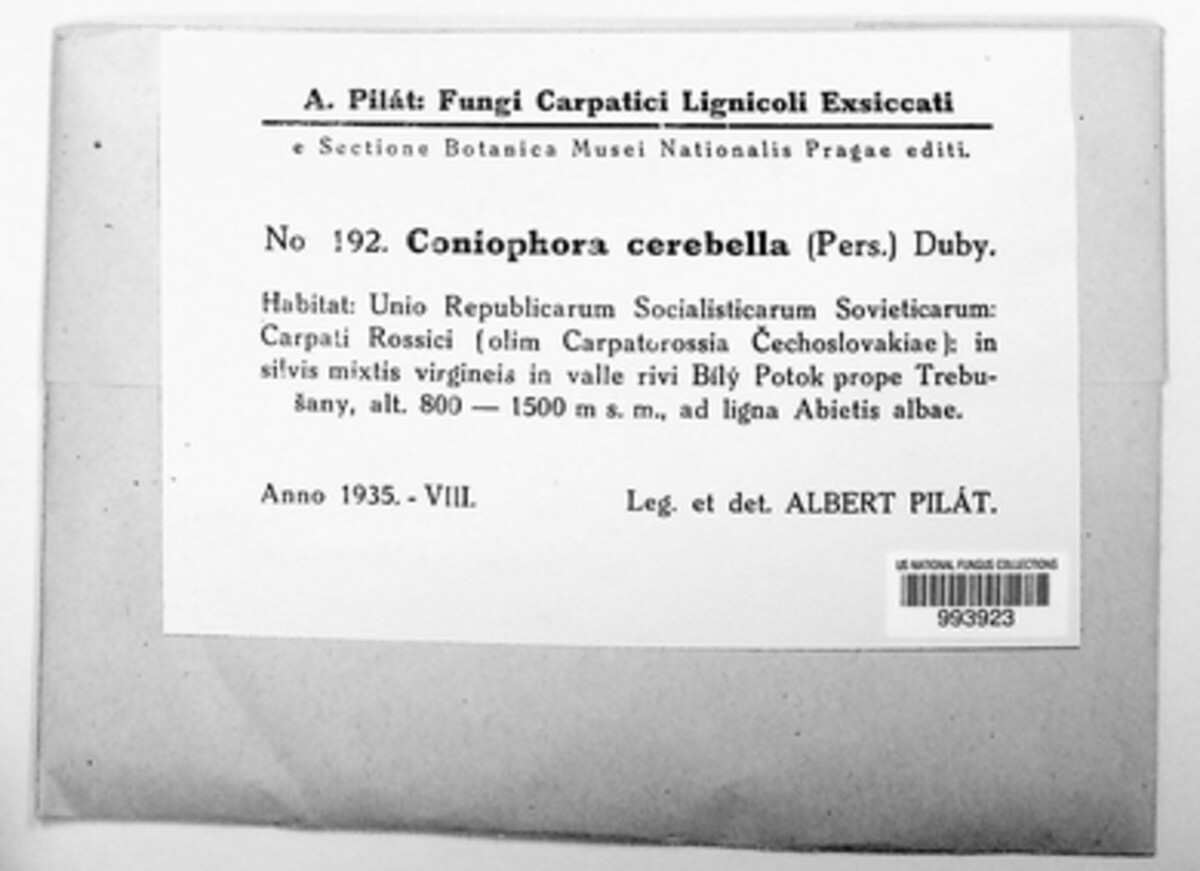 A. Pilát: Fungi Carpatici Lignicoli Exsiccati
e Sectione Botanica Musei Nationalis Pragae editi.
No 192. Coniophora cerebella (Pers.) Duby.
Habitat: Unio Republicarum Socialisticarum Sovieticarum:
Carpati Rossici (olim Carpatorossia Čechoslovakiae): in
silvis mixtis virgineis in valle rivi Bílý Potok prope Trebu-
šany, alt. 800 — 1500 m s. m., ad ligna Abietis albae.
Anno 1935. - VIII. Leg. et det. ALBERT PILÁT.
US NATIONAL FUNGUS COLLECTIONS
993923